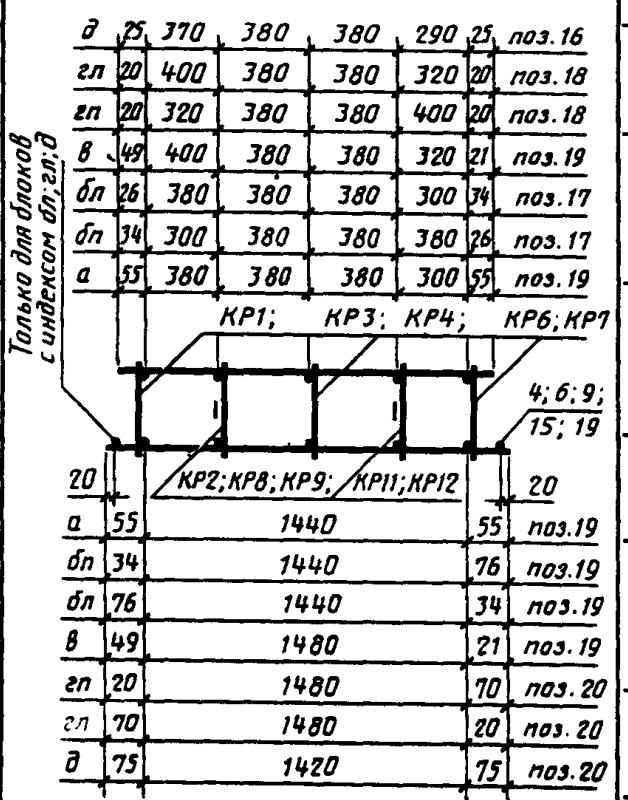 д 25 370 380 380 290 25 поз.16
гл 20 400 380 380 320 20 поз.18
гп 20 320 380 380 400 20 поз.18
в 49 400 380 380 320 21 поз.19
бл 26 380 380 380 300 34 поз.17
бп 34 300 380 380 380 26 поз.17
а 55 380 380 380 300 55 поз.19
Только для блоков
с индексом бл; гл; д
КР1; КР3; КР4; КР6; КР7
4; 6; 9;
15; 19
20 КР2; КР8; КР9; КР11; КР12 20
а 55 1440 55 поз.19
бп 34 1440 76 поз.19
бл 76 1440 34 поз.19
в 49 1480 21 поз.19
гп 20 1480 70 поз.20
гл 70 1480 20 поз.20
д 75 1420 75 поз.20